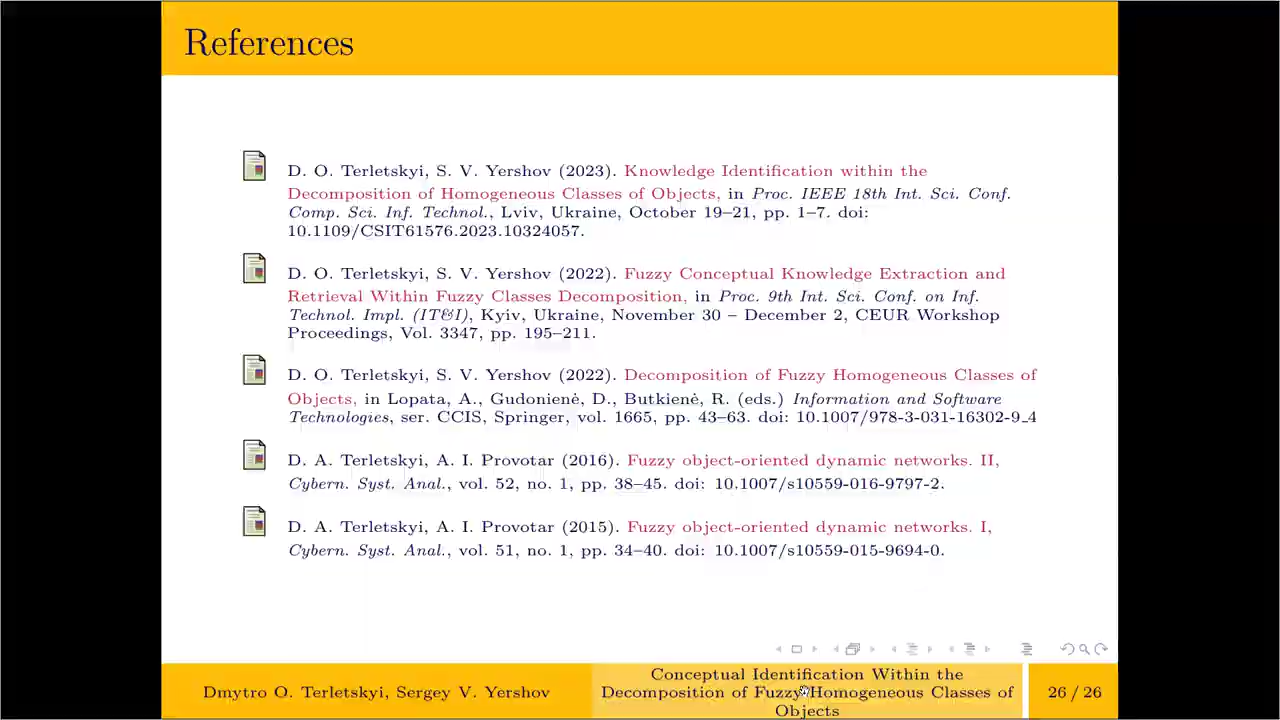 References
D. O. Terletskyi, S. V. Yershov (2023). Knowledge Identification within the
Decomposition of Homogeneous Classes of Objects, in Proc. IEEE 18th Int. Sci. Conf.
Comp. Sci. Inf. Technol., Lviv, Ukraine, October 19–21, pp. 1–7. doi:
10.1109/CSIT61576.2023.10324057.
D. O. Terletskyi, S. V. Yershov (2022). Fuzzy Conceptual Knowledge Extraction and
Retrieval Within Fuzzy Classes Decomposition, in Proc. 9th Int. Sci. Conf. on Inf.
Technol. Impl. (IT&I), Kyiv, Ukraine, November 30 – December 2, CEUR Workshop
Proceedings, Vol. 3347, pp. 195–211.
D. O. Terletskyi, S. V. Yershov (2022). Decomposition of Fuzzy Homogeneous Classes of
Objects, in Lopata, A., Gudonienė, D., Butkienė, R. (eds.) Information and Software
Technologies, ser. CCIS, Springer, vol. 1665, pp. 43–63. doi: 10.1007/978-3-031-16302-9_4
D. A. Terletskyi, A. I. Provotar (2016). Fuzzy object-oriented dynamic networks. II,
Cybern. Syst. Anal., vol. 52, no. 1, pp. 38–45. doi: 10.1007/s10559-016-9797-2.
D. A. Terletskyi, A. I. Provotar (2015). Fuzzy object-oriented dynamic networks. I,
Cybern. Syst. Anal., vol. 51, no. 1, pp. 34–40. doi: 10.1007/s10559-015-9694-0.
Dmytro O. Terletskyi, Sergey V. Yershov
Conceptual Identification Within the
Decomposition of Fuzzy Homogeneous Classes of
Objects
26 / 26